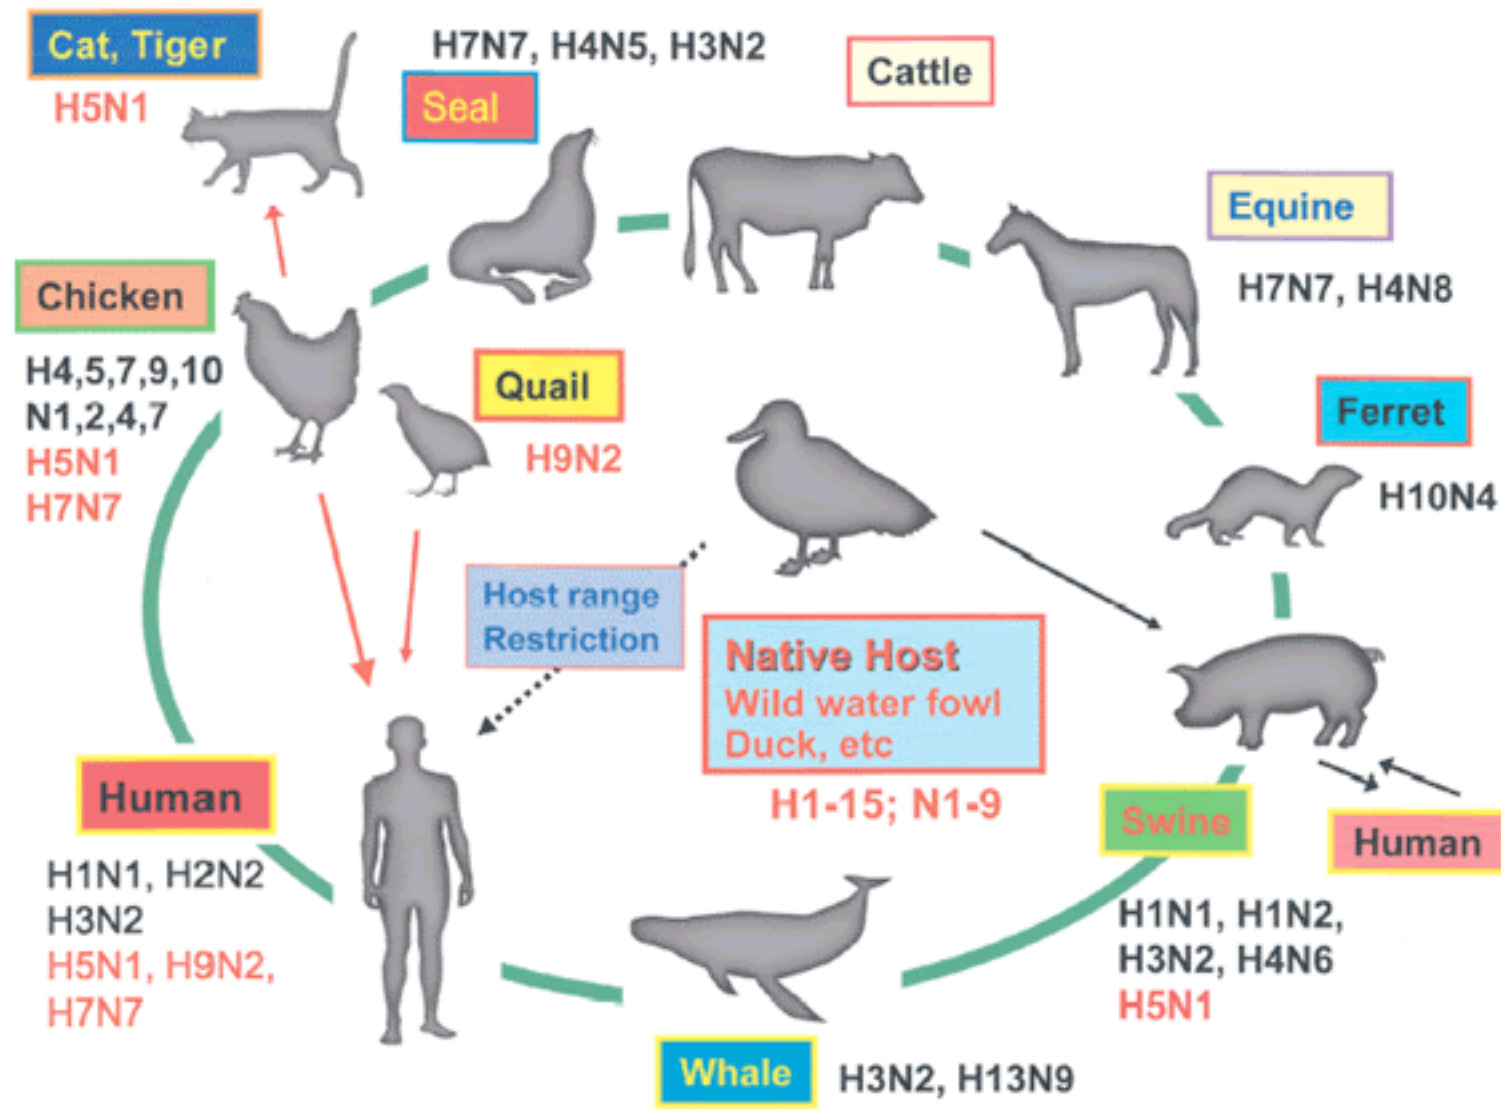 Cat, Tiger
H5N1
H7N7, H4N5, H3N2
Seal
Cattle
Equine
H7N7, H4N8
Chicken
H4,5,7,9,10
N1,2,4,7
H5N1
H7N7
Quail
H9N2
Ferret
H10N4
Host range
Restriction
Native Host
Wild water fowl
Duck, etc
H1-15; N1-9
Human
H1N1, H2N2
H3N2
H5N1, H9N2,
H7N7
Swine
Human
H1N1, H1N2,
H3N2, H4N6
H5N1
Whale
H3N2, H13N9